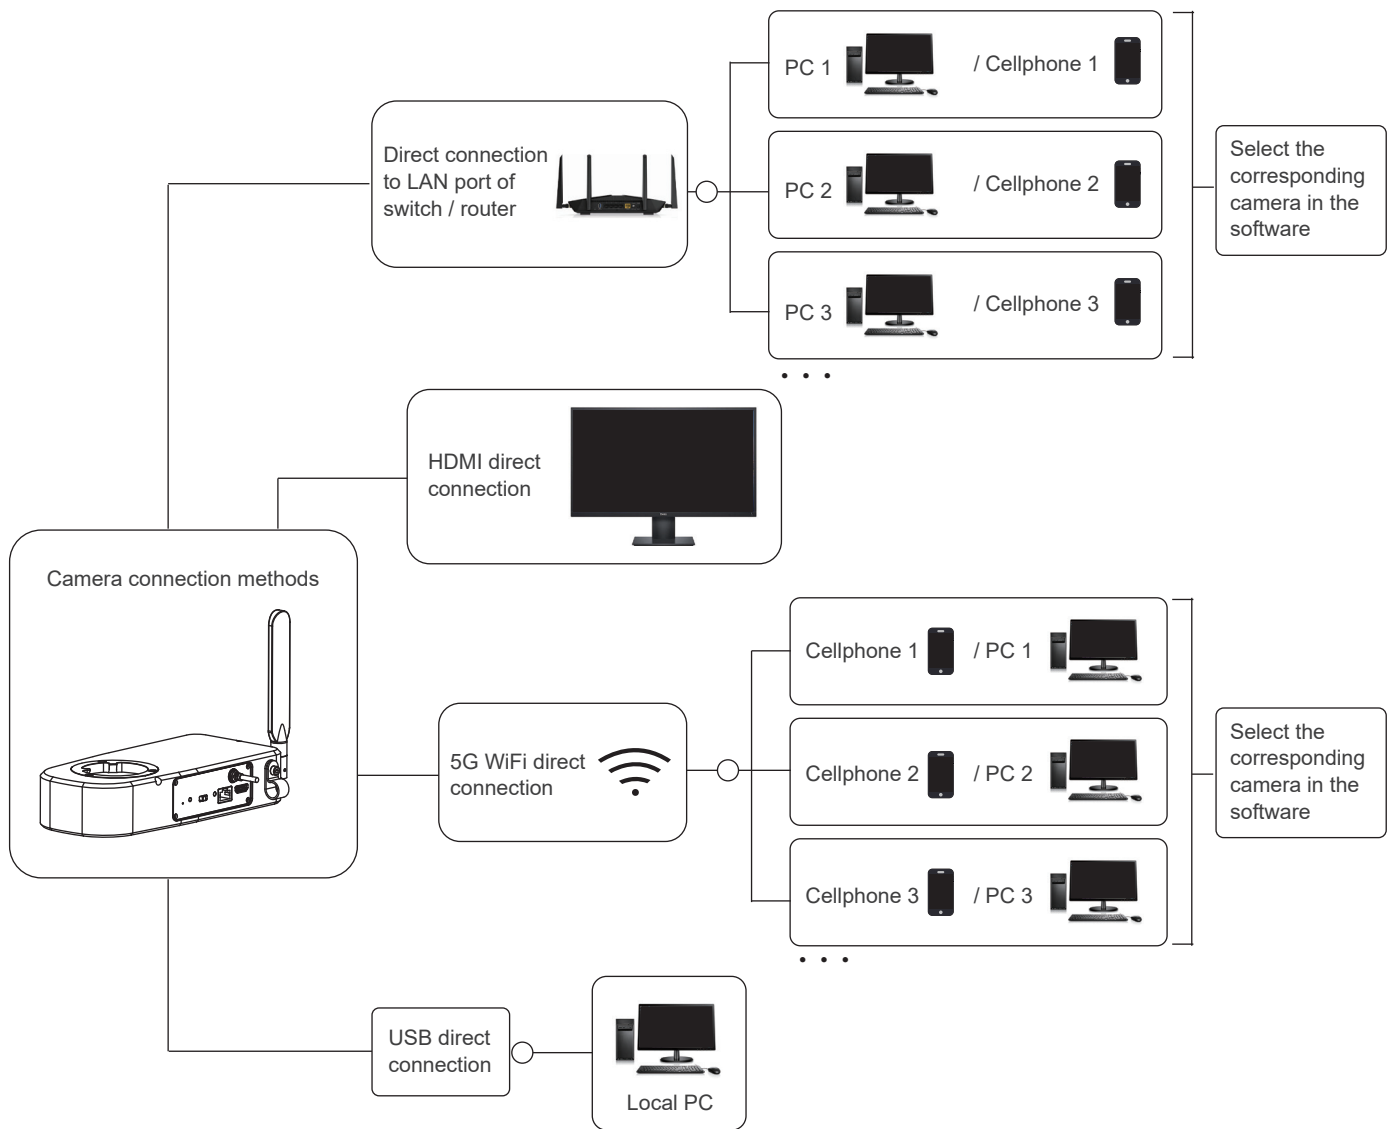 PC 1
/ Cellphone 1
Direct connection
to LAN port of
switch / router
PC 2
/ Cellphone 2
Select the
corresponding
camera in the
software
PC 3
/ Cellphone 3
. . .
HDMI direct
connection
Camera connection methods
Cellphone 1
/ PC 1
5G WiFi direct
connection
Cellphone 2
/ PC 2
Select the
corresponding
camera in the
software
Cellphone 3
/ PC 3
. . .
USB direct
connection
Local PC